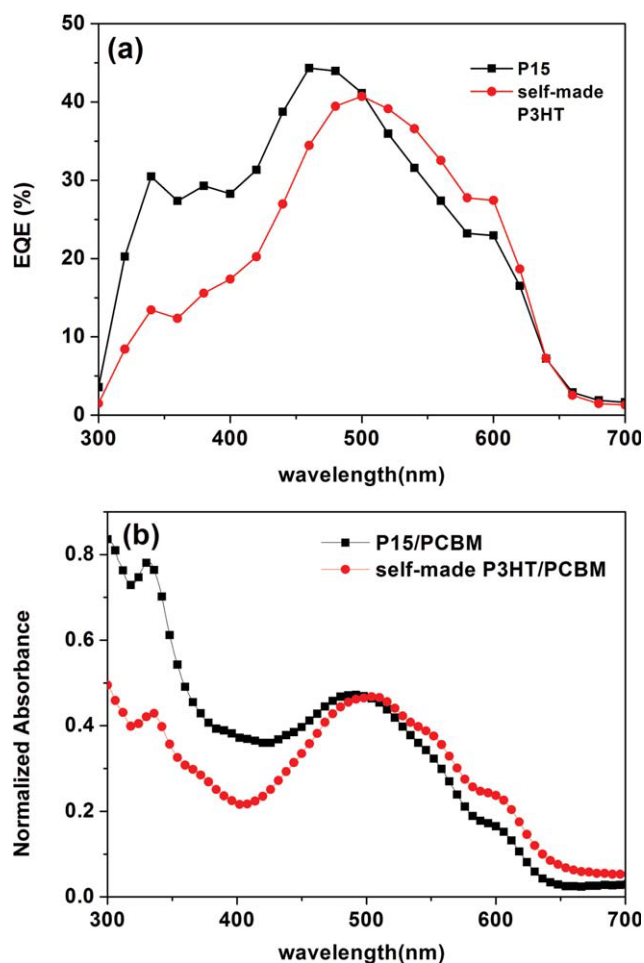 (a)
P15
self-made
P3HT
EQE (%)
50
40
30
20
10
0
300 400 500 600 700
wavelength(nm)
(b)
P15/PCBM
self-made P3HT/PCBM
Normalized Absorbance
0.8
0.6
0.4
0.2
0.0
300 400 500 600 700
wavelength(nm)